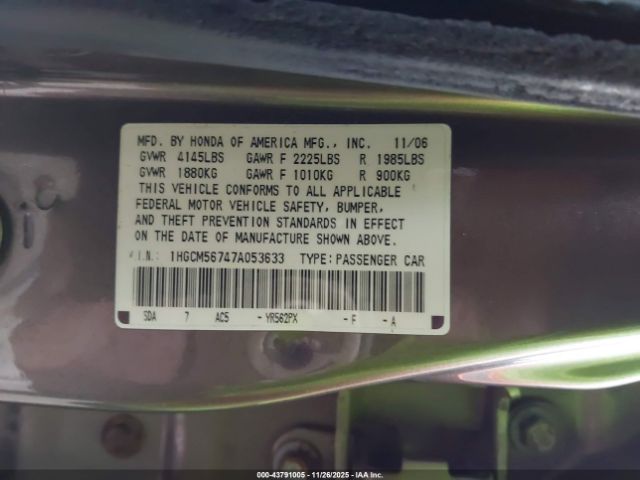 MFD. BY HONDA OF AMERICA MFG., INC. 11/06
GVWR 4145LBS GAWR F 2225LBS R 1985LBS
GVWR 1880KG GAWR F 1010KG R 900KG
THIS VEHICLE CONFORMS TO ALL APPLICABLE
FEDERAL MOTOR VEHICLE SAFETY, BUMPER,
AND THEFT PREVENTION STANDARDS IN EFFECT
ON THE DATE OF MANUFACTURE SHOWN ABOVE.
V.I.N.: 1HGCM56747A053633 TYPE: PASSENGER CAR
SDA 7 AC5 - YR562PX - F - A
000-43791005 - 11/26/2025 - IAAI.COM